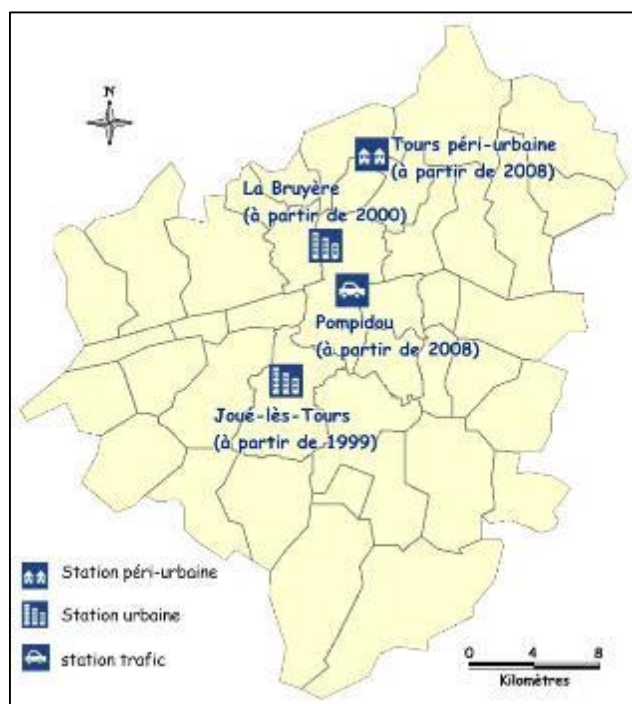 N
Tours péri-urbaine
(à partir de 2008)
La Bruyère
(à partir de 2000)
Pompidou
(à partir de 2008)
Joué-lès-Tours
(à partir de 1999)
Station péri-urbaine
Station urbaine
station trafic
0 4 8
Kilomètres